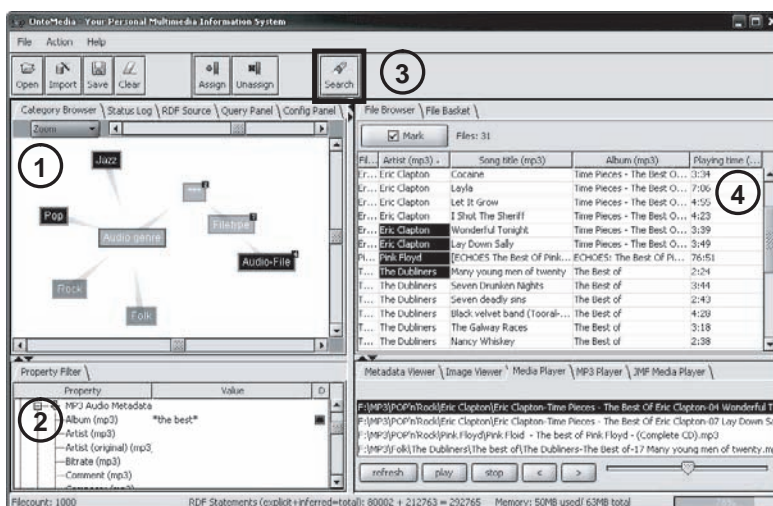 OntoMedia - Your Personal Multimedia Information System
File Action Help
Open Import Save Clear Assign Unassign Search
3
Category Browser Status Log RDF Source Query Panel Config Panel
Zoom
1
Jazz
Pop
Filetype
Audio genre
Audio-File
Rock
Folk
File Browser File Basket
Mark Files: 31
Fil... Artist (mp3) Song title (mp3) Album (mp3) Playing time (...
4
Er... Eric Clapton Cocaine Time Pieces - The Best O... 3:34
Er... Eric Clapton Layla Time Pieces - The Best O... 7:06
Er... Eric Clapton Let It Grow Time Pieces - The Best O... 4:55
Er... Eric Clapton I Shot The Sheriff Time Pieces - The Best O... 4:23
Er... Eric Clapton Wonderful Tonight Time Pieces - The Best O... 3:39
Er... Eric Clapton Lay Down Sally Time Pieces - The Best O... 3:49
Pi... Pink Floyd [ECHOES The Best Of Pink... ECHOES: The Best Of Pi... 76:51
T... The Dubliners Many young men of twenty The Best of 2:24
T... The Dubliners Seven Drunken Nights The Best of 3:44
T... The Dubliners Seven deadly sins The Best of 2:43
T... The Dubliners Black velvet band (Tooral-... The Best of 4:28
T... The Dubliners The Galway Races The Best of 3:18
T... The Dubliners Nancy Whiskey The Best of 2:38
Property Filter
Property Value
2
MP3 Audio Metadata
Album (mp3) *the best*
Artist (mp3)
Artist (original) (mp3)
Bitrate (mp3)
Comment (mp3)
Metadata Viewer Image Viewer Media Player MP3 Player JMF Media Player
F:\MP3\POP'n'Rock\Eric Clapton\Eric Clapton-Time Pieces - The Best Of Eric Clapton-04 Wonderful T
F:\MP3\POP'n'Rock\Eric Clapton\Eric Clapton-Time Pieces - The Best Of Eric Clapton-07 Lay Down Sa
F:\MP3\POP'n'Rock\Pink.Floyd\Pink Floid - The best of Pink Floyd - (Complete CD).mp3
F:\MP3\Folk\The Dubliners\The best of\The Dubliners-The Best of-17 Many young men of twenty.m
refresh play stop < >
Filecount: 1000 RDF Statements (explicit+inferred=total): 80002 + 212763 = 292765 Memory: 50MB used/ 63MB total